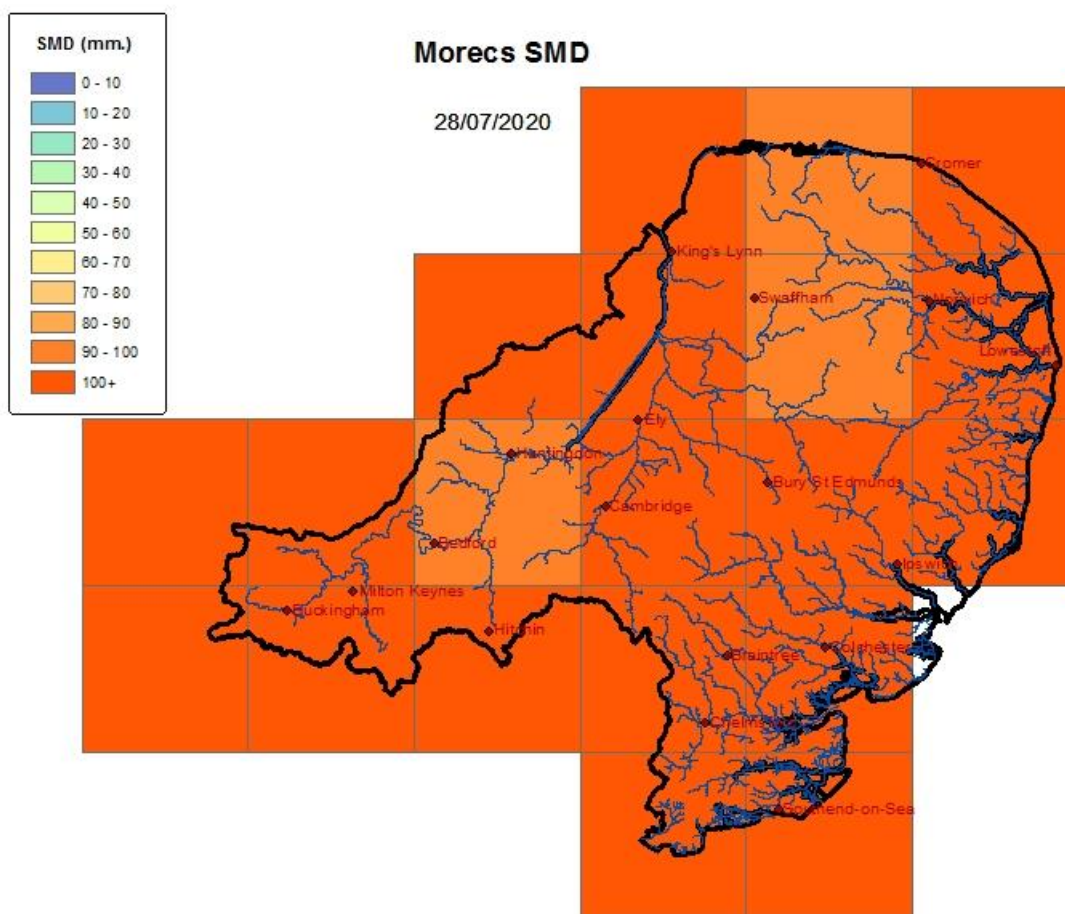 SMD (mm.)
0 - 10
10 - 20
20 - 30
30 - 40
40 - 50
50 - 60
60 - 70
70 - 80
80 - 90
90 - 100
100+
Morecs SMD
28/07/2020
Cromer
King's Lynn
Swaffham
Norwich
Lowestoft
Ely
Huntingdon
Bury St Edmunds
Cambridge
Bedford
Ipswich
Milton Keynes
Buckingham
Hitchin
Colchester
Braintree
Chelmsford
Southend-on-Sea